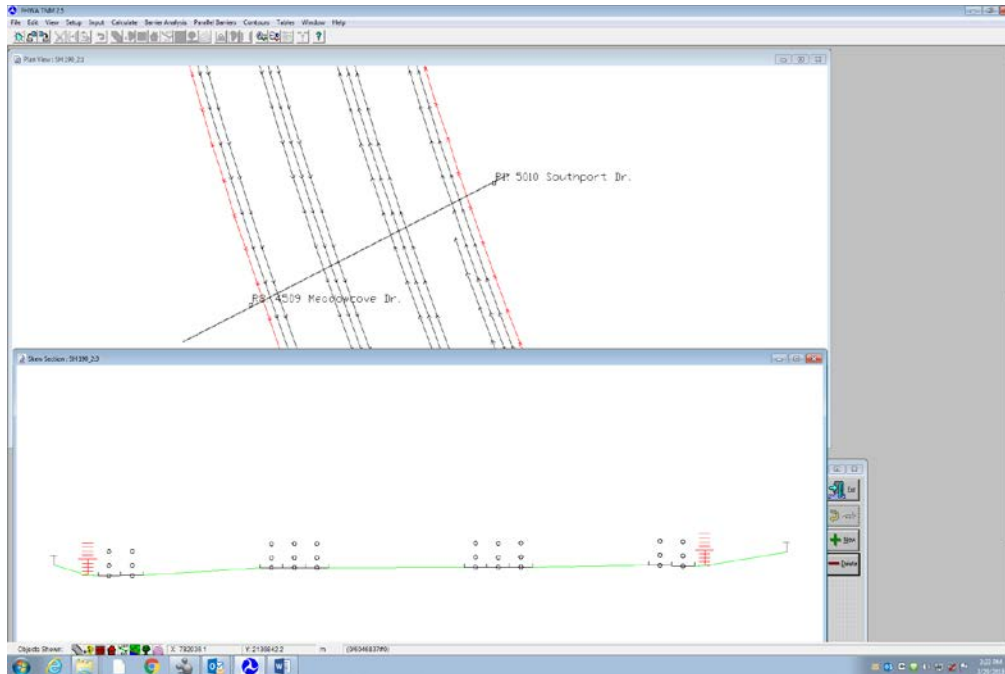 FHWA TNM 2.5
File Edit View Setup Input Calculate Barrier Analysis Parallel Barriers Contours Tables Window Help
Plan View : SH190_2.3
5010 Southport Dr.
4509 Meadowcove Dr.
Skew Section : SH190_2.3
Exit
New
Delete
Objects Shown:
m